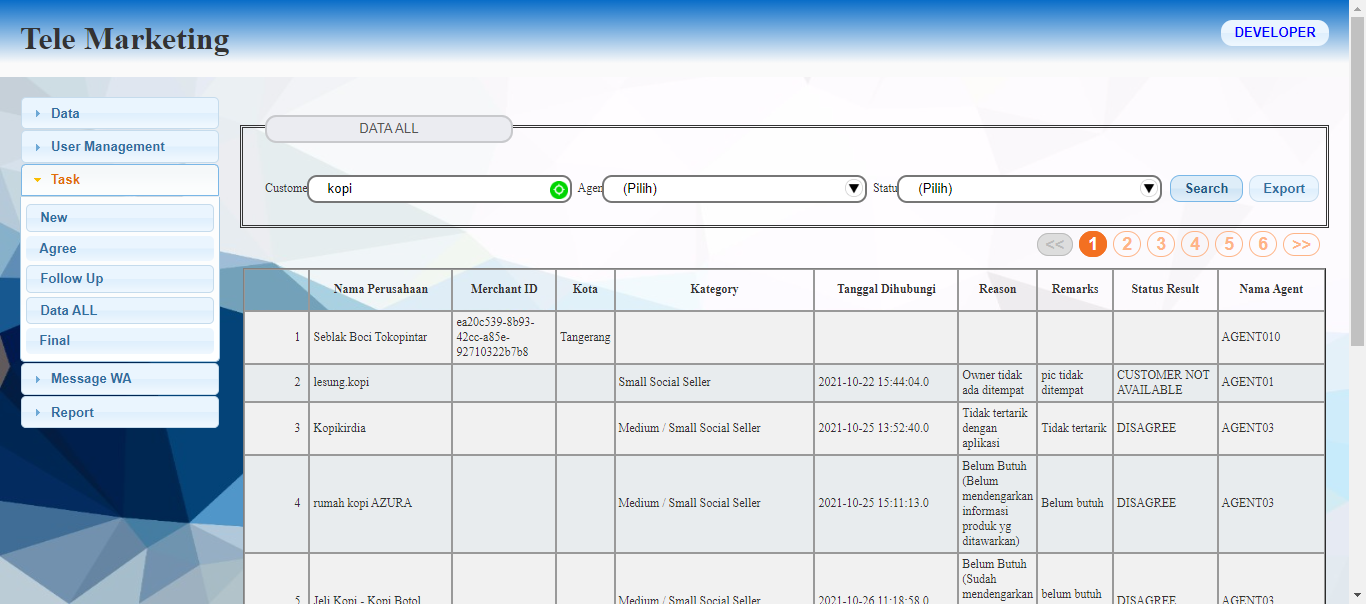 Tele Marketing
DEVELOPER
Data
User Management
Task
New
Agree
Follow Up
Data ALL
Final
Message WA
Report
DATA ALL
Custome kopi Agen (Pilih) Statu (Pilih) Search Export
<< 1 2 3 4 5 6 >>
Nama Perusahaan Merchant ID Kota Kategory Tanggal Dihubungi Reason Remarks Status Result Nama Agent
1 Seblak Boci Tokopintar
ea20c539-8b93-
42cc-a85e-
92710322b7b8
Tangerang
AGENT010
2 lesung.kopi Small Social Seller 2021-10-22 15:44:04.0
Owner tidak
ada ditempat
pic tidak
ditempat
CUSTOMER NOT
AVAILABLE
AGENT01
3 Kopikirdia Medium / Small Social Seller 2021-10-25 13:52:40.0
Tidak tertarik
dengan
aplikasi
Tidak tertarik DISAGREE AGENT03
4 rumah kopi AZURA Medium / Small Social Seller 2021-10-25 15:11:13.0
Belum Butuh
(Belum
mendengarkan
informasi
produk yg
ditawarkan)
Belum butuh DISAGREE AGENT03
5 Jeli Kopi - Kopi Botol Medium / Small Social Seller 2021-10-26 11:18:58.0
Belum Butuh
(Sudah
mendengarkan
belum butuh
DISAGREE AGENT03